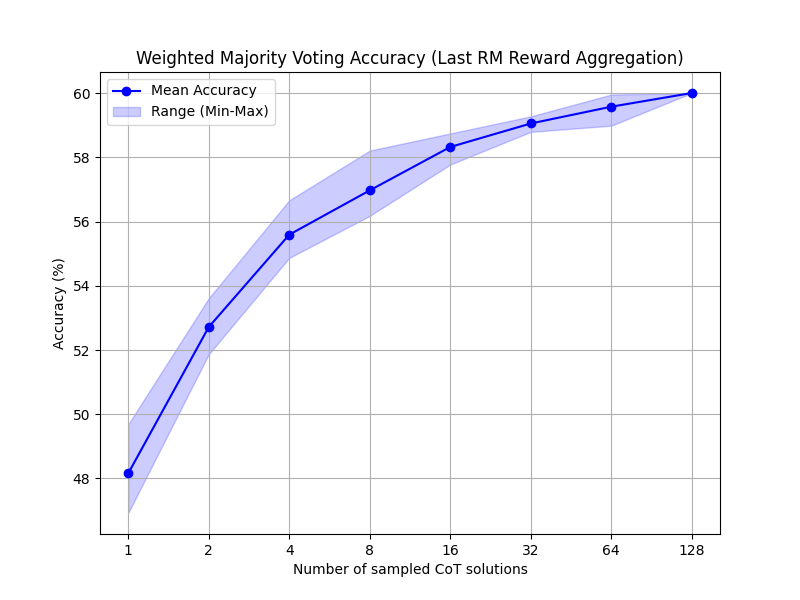 Weighted Majority Voting Accuracy (Last RM Reward Aggregation)
Mean Accuracy
Range (Min-Max)
60
58
56
54
52
50
48
Accuracy (%)
1 2 4 8 16 32 64 128
Number of sampled CoT solutions